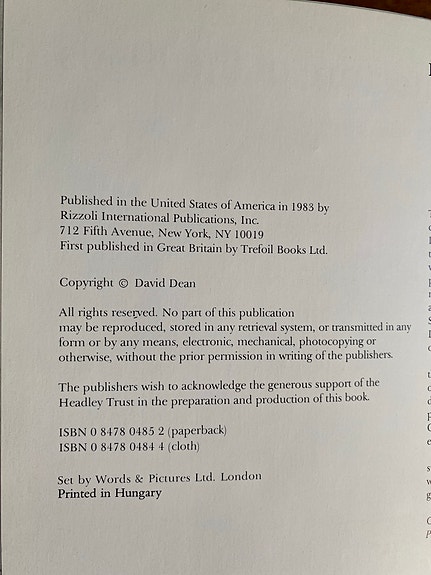 Published in the United States of America in 1983 by
Rizzoli International Publications, Inc.
712 Fifth Avenue, New York, NY 10019
First published in Great Britain by Trefoil Books Ltd.
Copyright © David Dean
All rights reserved. No part of this publication
may be reproduced, stored in any retrieval system, or transmitted in any
form or by any means, electronic, mechanical, photocopying or
otherwise, without the prior permission in writing of the publishers.
The publishers wish to acknowledge the generous support of the
Headley Trust in the preparation and production of this book.
ISBN 0 8478 0485 2 (paperback)
ISBN 0 8478 0484 4 (cloth)
Set by Words & Pictures Ltd. London
Printed in Hungary